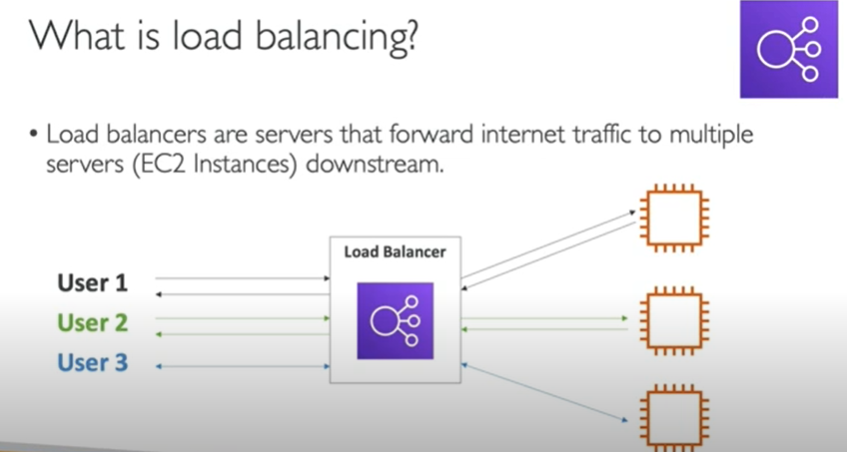 What is load balancing?
• Load balancers are servers that forward internet traffic to multiple
servers (EC2 Instances) downstream.
Load Balancer
User 1
User 2
User 3